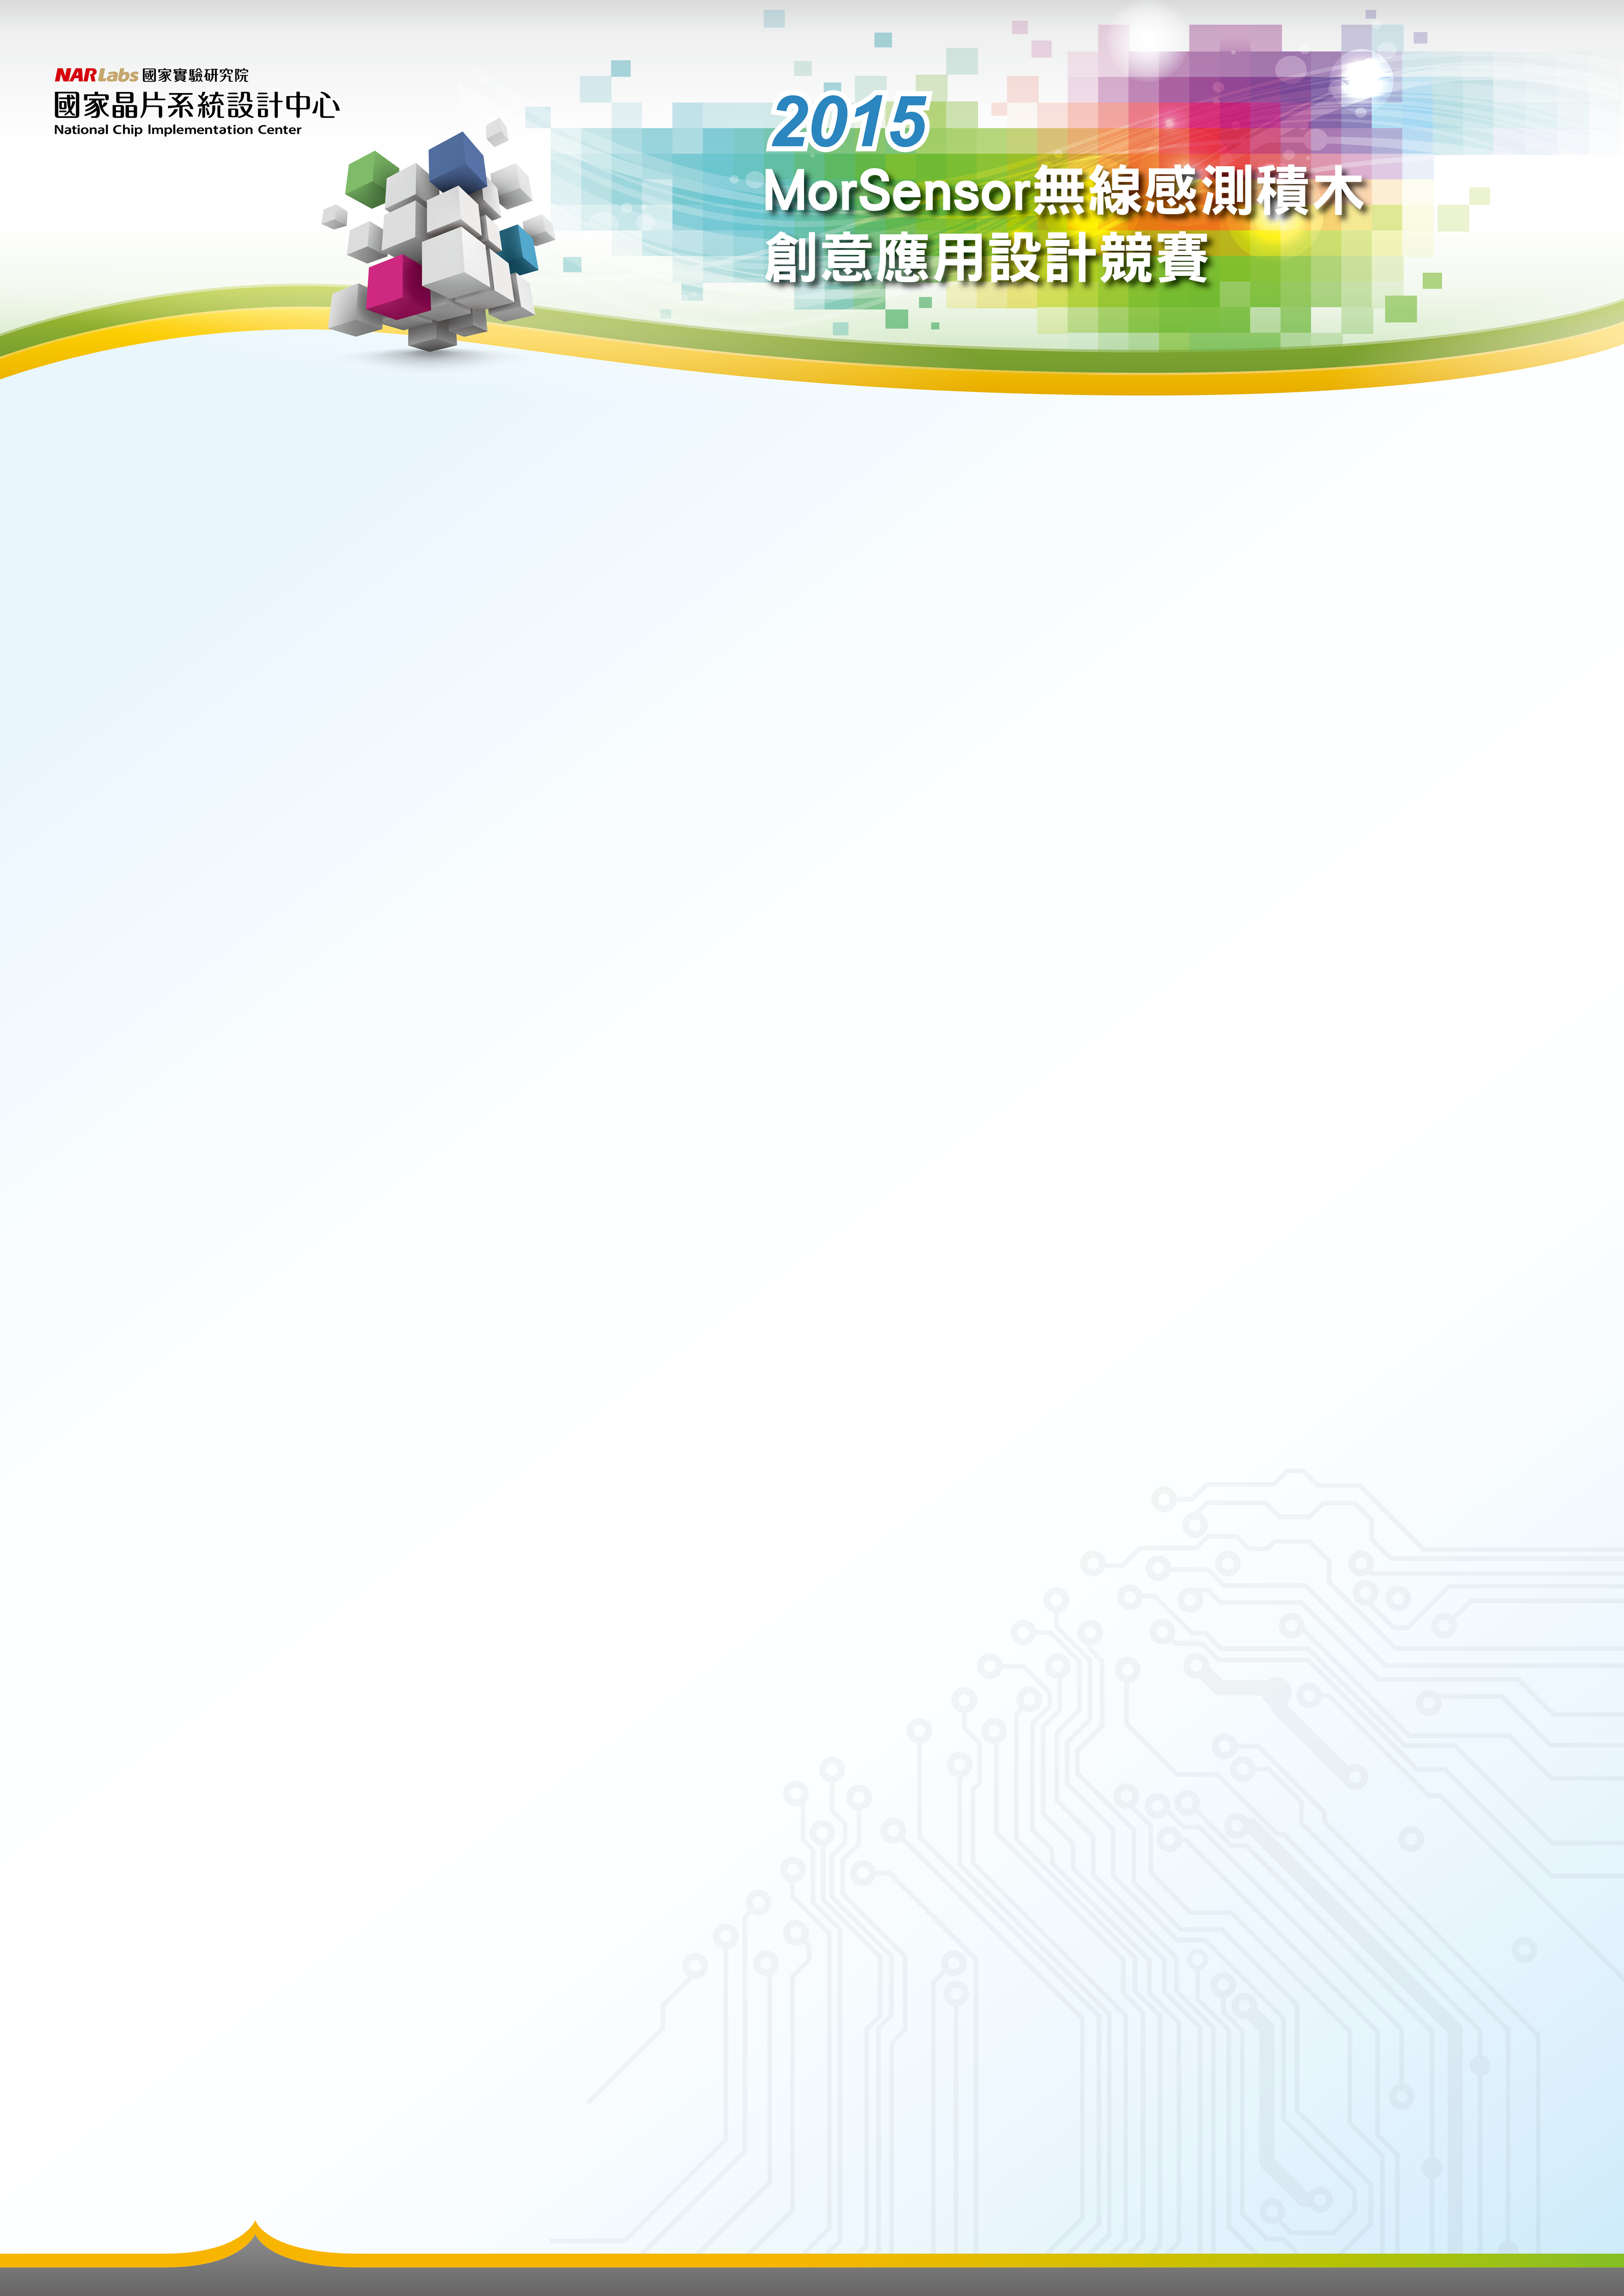 NARLabs 國家實驗研究院
國家晶片系統設計中心
National Chip Implementation Center
2015
MorSensor無線感測積木
創意應用設計競賽